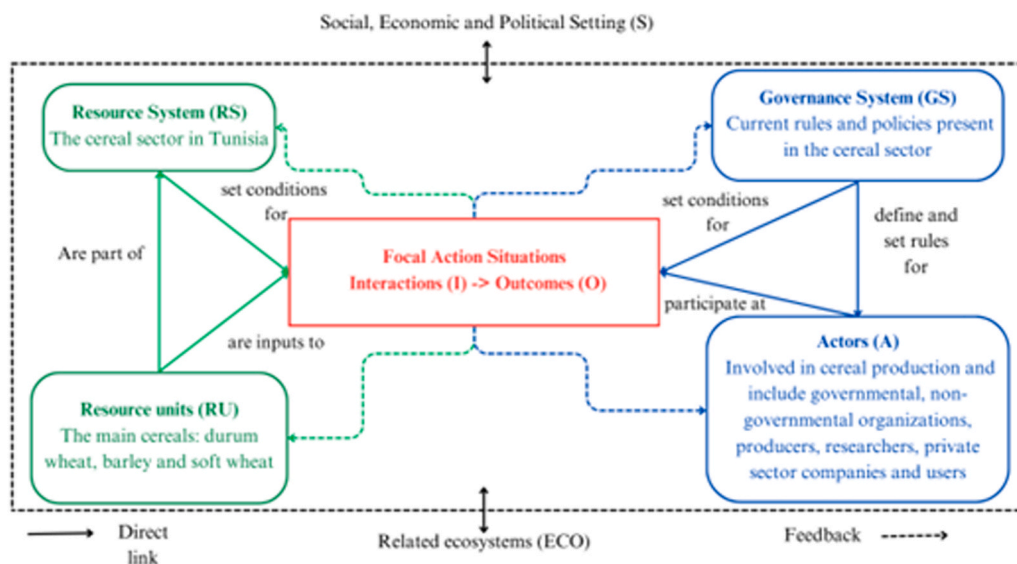 Social, Economic and Political Setting (S)
Resource System (RS)
The cereal sector in Tunisia
Governance System (GS)
Current rules and policies present
in the cereal sector
set conditions
for
set conditions
for
define and
set rules
for
Are part of
Focal Action Situations
Interactions (I) -> Outcomes (O)
participate at
are inputs to
Resource units (RU)
The main cereals: durum
wheat, barley and soft wheat
Actors (A)
Involved in cereal production and
include governmental, non-
governmental organizations,
producers, researchers, private
sector companies and users
Direct
link
Related ecosystems (ECO)
Feedback